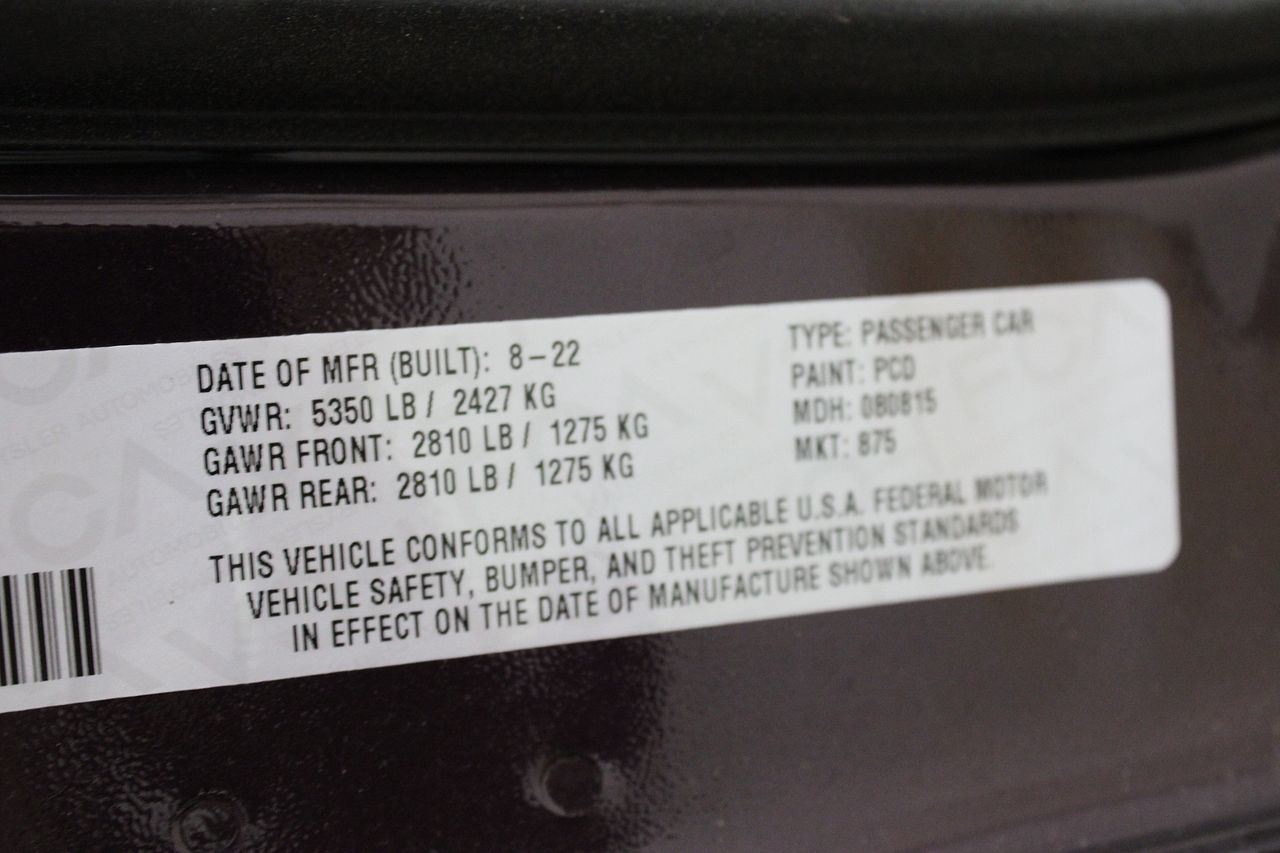 DATE OF MFR (BUILT): 8-22
GVWR: 5350 LB / 2427 KG
GAWR FRONT: 2810 LB / 1275 KG
GAWR REAR: 2810 LB / 1275 KG
TYPE: PASSENGER CAR
PAINT: PCD
MDH: 080815
MKT: B75
THIS VEHICLE CONFORMS TO ALL APPLICABLE U.S.A. FEDERAL MOTOR
VEHICLE SAFETY, BUMPER, AND THEFT PREVENTION STANDARDS
IN EFFECT ON THE DATE OF MANUFACTURE SHOWN ABOVE.